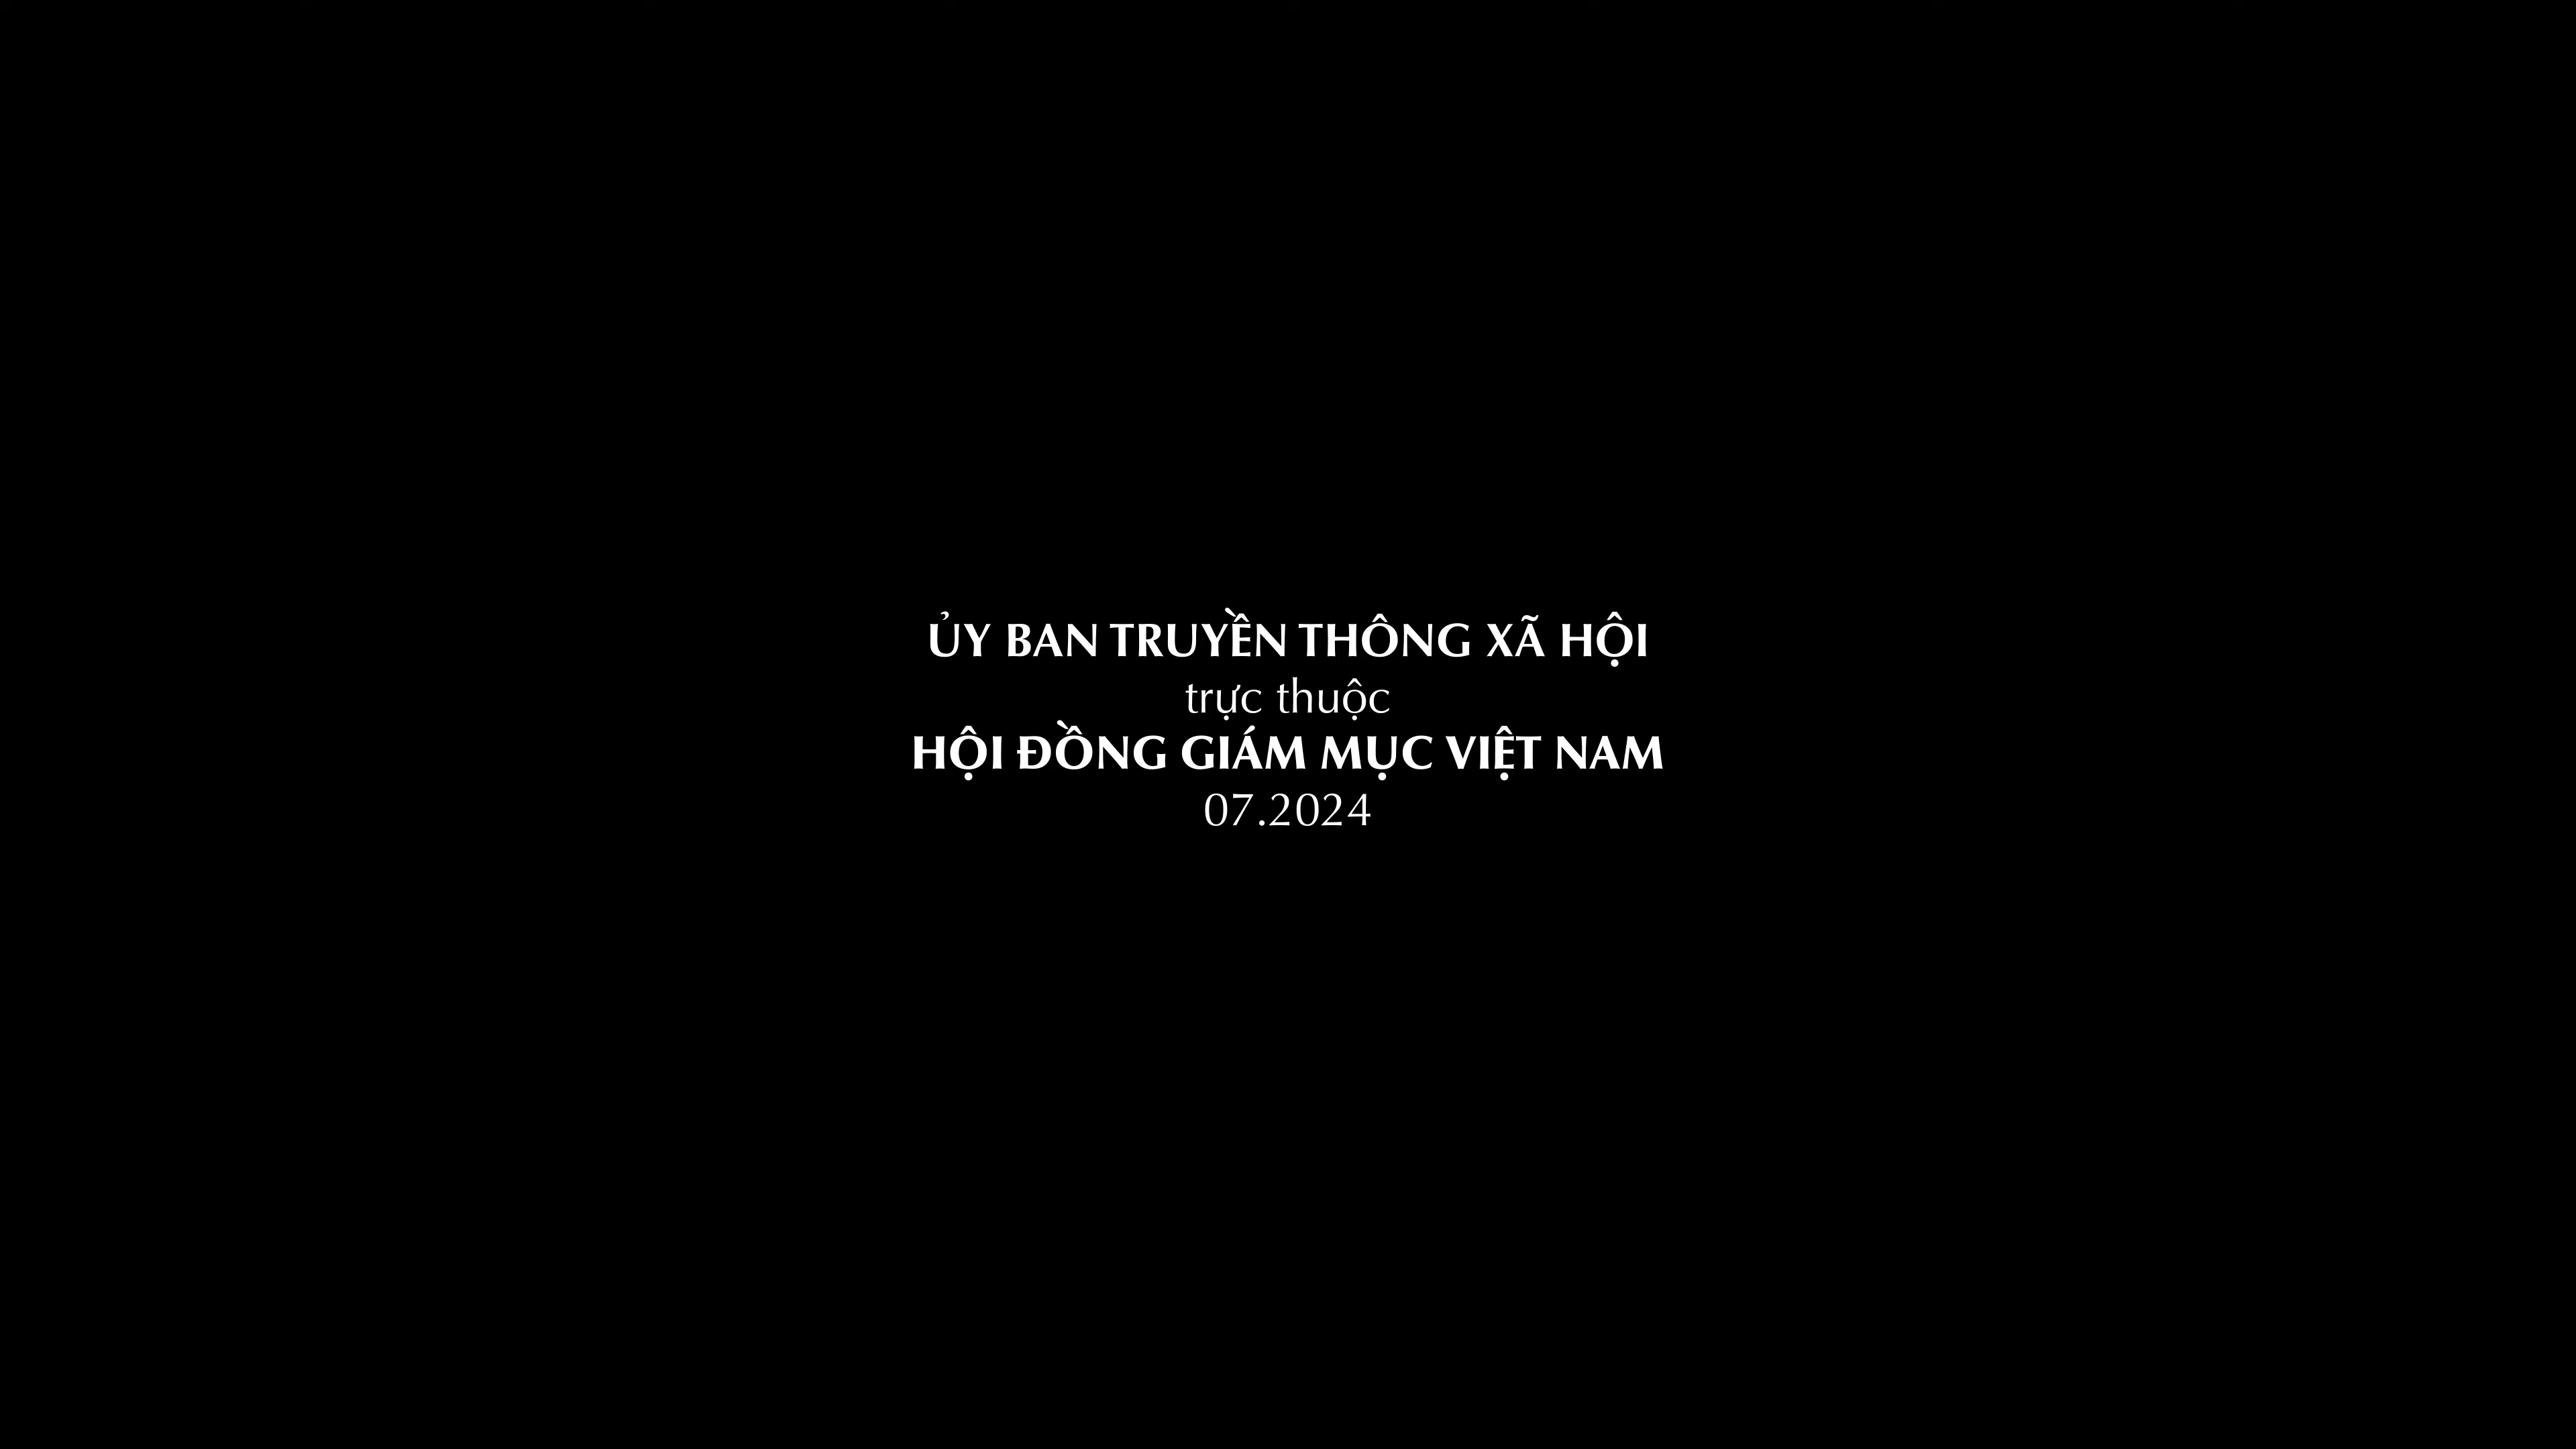 ỦY BAN TRUYỀN THÔNG XÃ HỘI
trực thuộc
HỘI ĐỒNG GIÁM MỤC VIỆT NAM
07.2024